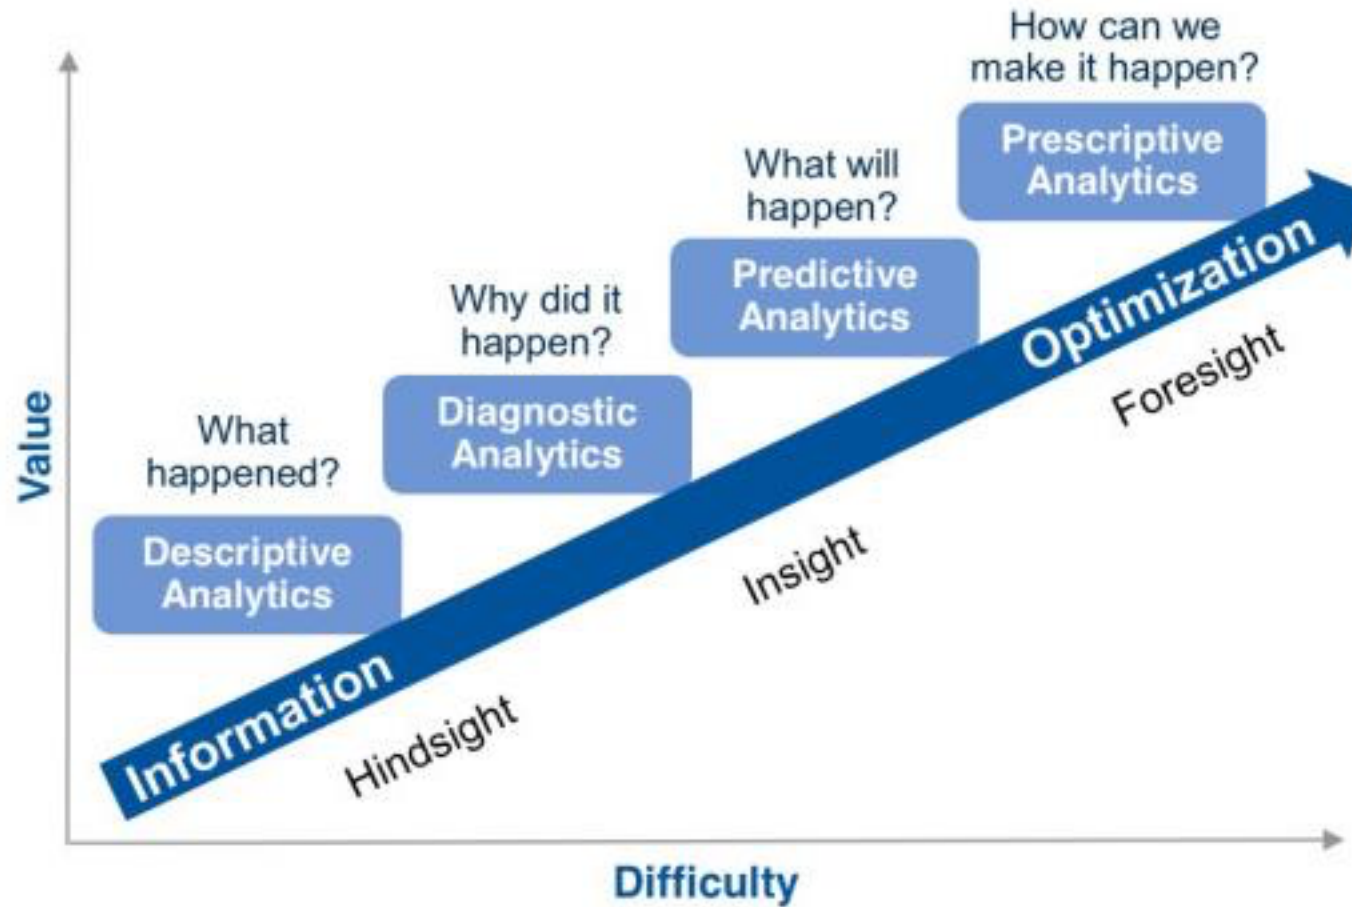 How can we
make it happen?
Prescriptive
Analytics
What will
happen?
Predictive
Analytics
Why did it
happen?
Diagnostic
Analytics
What
happened?
Descriptive
Analytics
Value
Information
Optimization
Hindsight
Insight
Foresight
Difficulty